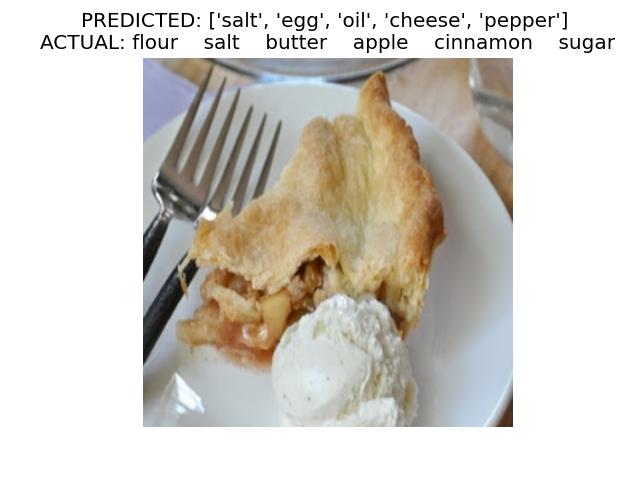 PREDICTED: ['salt', 'egg', 'oil', 'cheese', 'pepper']
ACTUAL: flour    salt    butter    apple    cinnamon    sugar